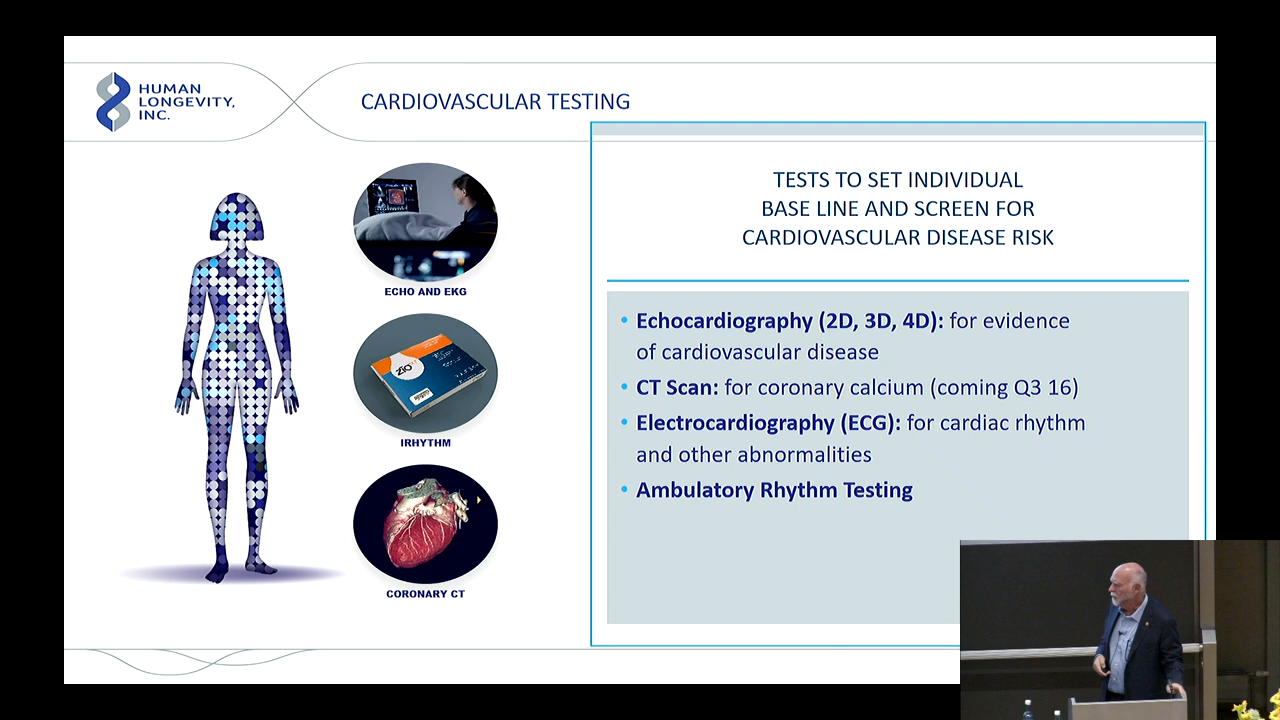 HUMAN
LONGEVITY,
INC.
CARDIOVASCULAR TESTING
ECHO AND EKG
ZIO
IRHYTHM
CORONARY CT
TESTS TO SET INDIVIDUAL
BASE LINE AND SCREEN FOR
CARDIOVASCULAR DISEASE RISK
• Echocardiography (2D, 3D, 4D): for evidence
of cardiovascular disease
• CT Scan: for coronary calcium (coming Q3 16)
• Electrocardiography (ECG): for cardiac rhythm
and other abnormalities
• Ambulatory Rhythm Testing